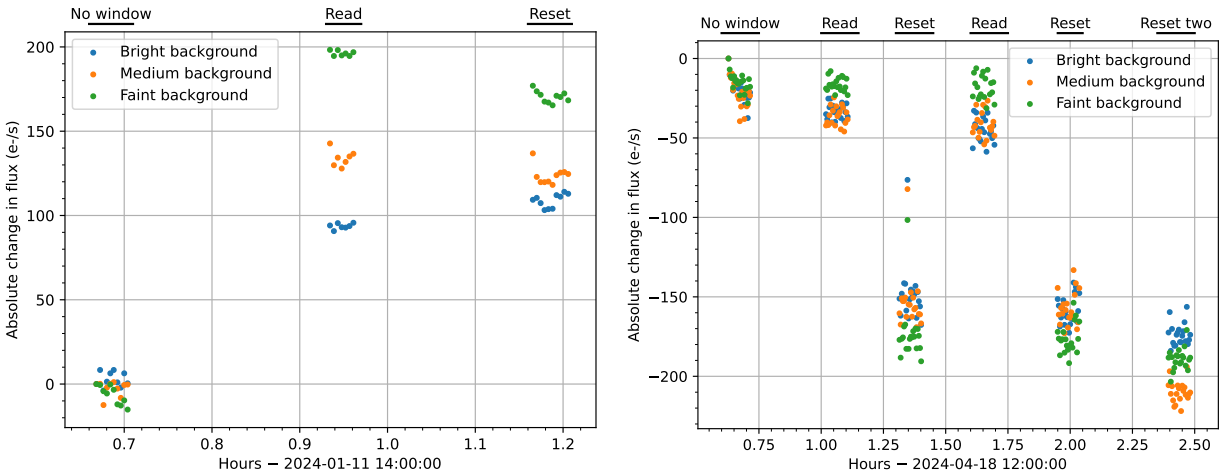 No window Read Reset
200
150
100
50
0
0.7 0.8 0.9 1.0 1.1 1.2
Absolute change in flux (e-/s)
Hours − 2024-01-11 14:00:00
Bright background
Medium background
Faint background
No window Read Reset Read Reset Reset two
0
−50
−100
−150
−200
0.75 1.00 1.25 1.50 1.75 2.00 2.25 2.50
Absolute change in flux (e-/s)
Hours − 2024-04-18 12:00:00
Bright background
Medium background
Faint background